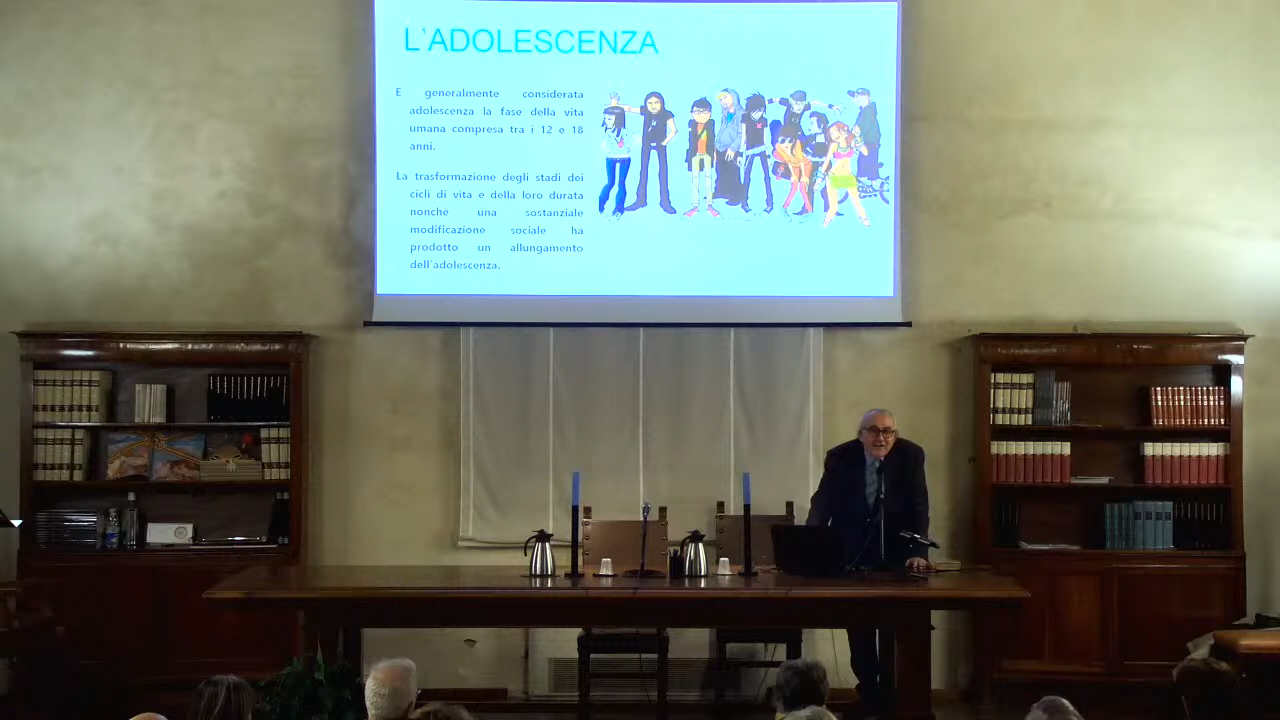 L'ADOLESCENZA
E generalmente considerata
adolescenza la fase della vita
umana compresa tra i 12 e 18
anni.
La trasformazione degli stadi dei
cicli di vita e della loro durata
nonché una sostanziale
modificazione sociale ha
prodotto un allungamento
dell'adolescenza.